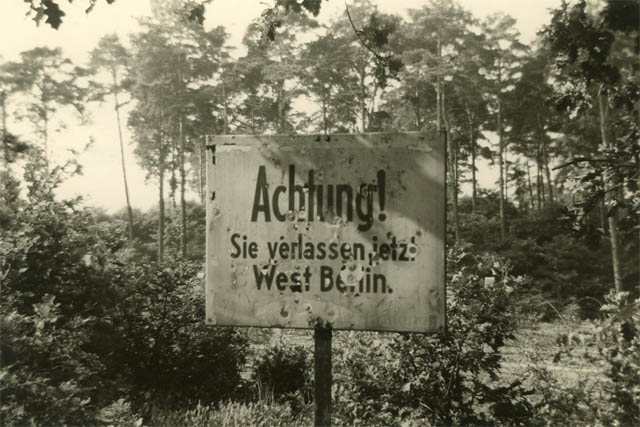 Achtung!
Sie verlassen jetzt
West Berlin.